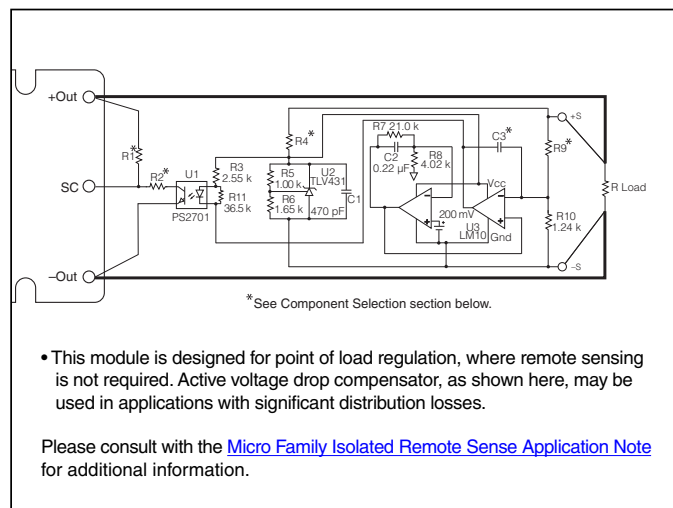 +Out
SC
–Out
R1*
R2*
U1
PS2701
R3
2.55 k
R11
36.5 k
R4*
R5
1.00 k
R6
1.65 k
U2
TLV431
470 pF
C1
R7 21.0 k
C2
0.22 µF
R8
4.02 k
–
+
200 mV
C3*
Vcc
–
+
U3
LM10
Gnd
R9*
R10
1.24 k
+S
–S
R Load
*See Component Selection section below.
• This module is designed for point of load regulation, where remote sensing
is not required. Active voltage drop compensator, as shown here, may be
used in applications with significant distribution losses.
Please consult with the Micro Family Isolated Remote Sense Application Note
for additional information.